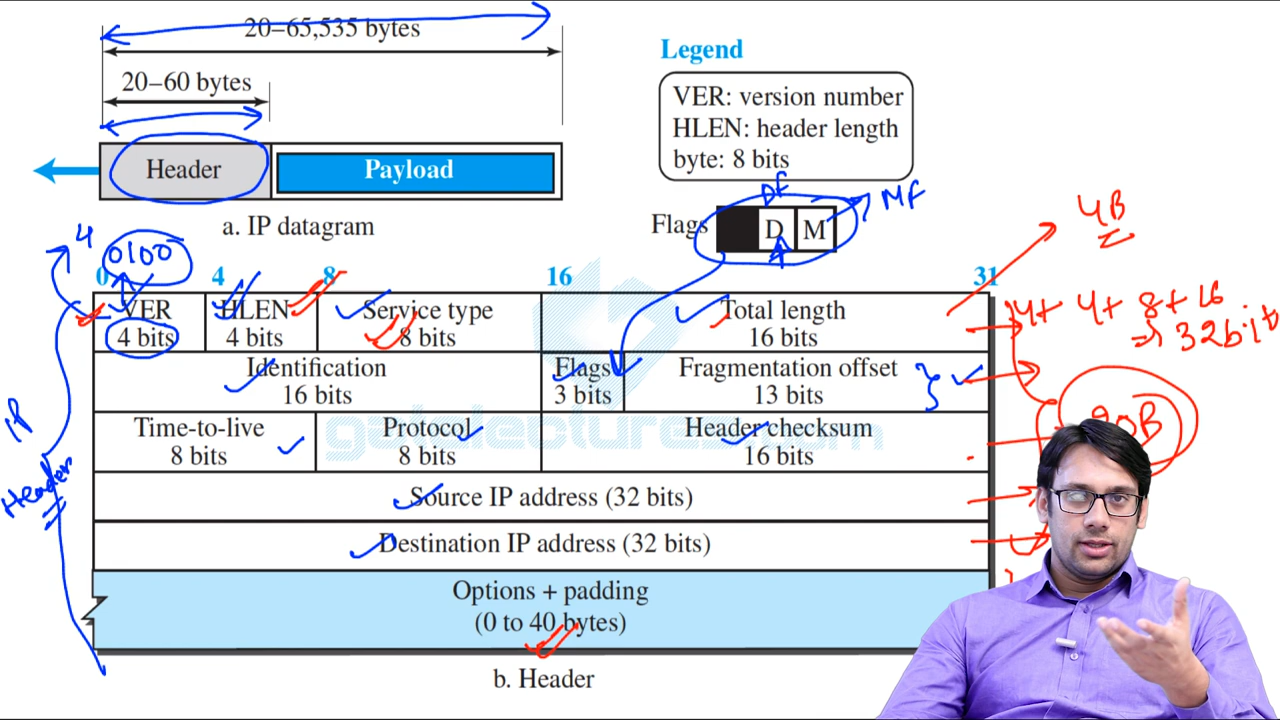 20–65,535 bytes
20–60 bytes
Header
Payload
a. IP datagram
Legend
VER: version number
HLEN: header length
byte: 8 bits
DF
MF
Flags
D
M
4
0100
4B
0
4
8
16
31
VER
4 bits
HLEN
4 bits
Service type
8 bits
Total length
16 bits
4+ 4+ 8+16
⇒ 32bit
Identification
16 bits
Flags
3 bits
Fragmentation offset
13 bits
Time-to-live
8 bits
Protocol
8 bits
Header checksum
16 bits
IP
Header
Source IP address (32 bits)
Destination IP address (32 bits)
Options + padding
(0 to 40 bytes)
b. Header